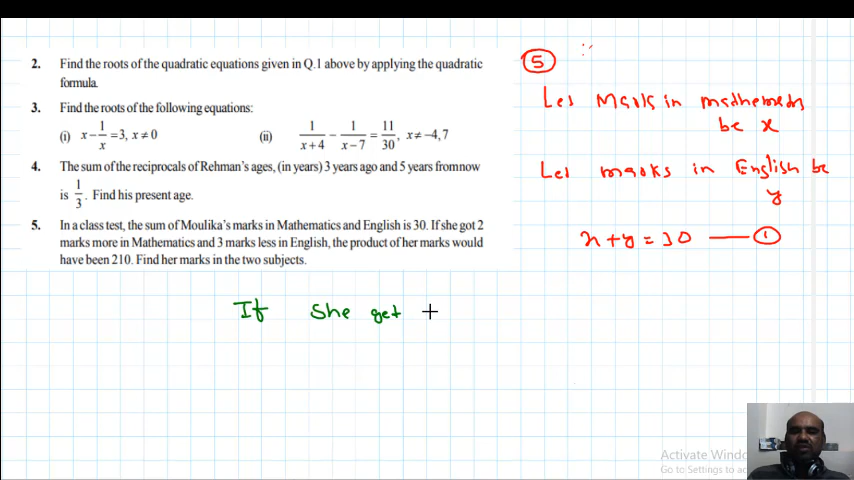 2. Find the roots of the quadratic equations given in Q.1 above by applying the quadratic
formula.
3. Find the roots of the following equations:
(i) x − 1/x = 3, x ≠ 0 (ii) 1/(x+4) − 1/(x−7) = 11/30, x ≠ −4, 7
4. The sum of the reciprocals of Rehman's ages, (in years) 3 years ago and 5 years from now
is 1/3. Find his present age.
5. In a class test, the sum of Moulika's marks in Mathematics and English is 30. If she got 2
marks more in Mathematics and 3 marks less in English, the product of her marks would
have been 210. Find her marks in the two subjects.
If She get
5
Let Marks in
be x
Let marks in English be
y
x + y = 30 — 1
Activate Windo
Go to Settings to a